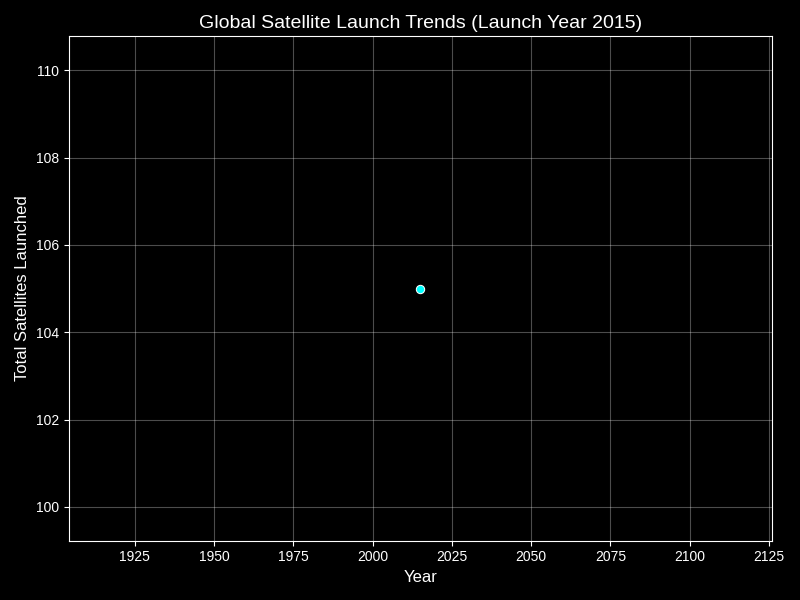 Global Satellite Launch Trends (Launch Year 2015)
Total Satellites Launched
110
108
106
104
102
100
1925 1950 1975 2000 2025 2050 2075 2100 2125
Year